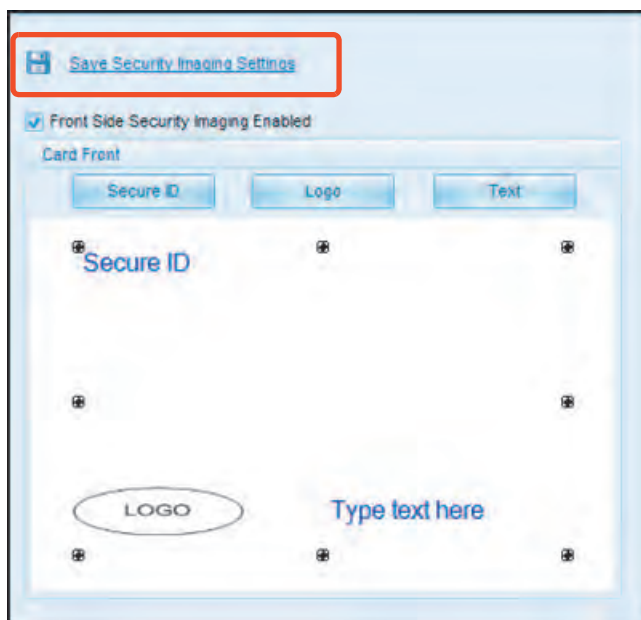 Save Security Imaging Settings
Front Side Security Imaging Enabled
Card Front
Secure ID Logo Text
Secure ID
LOGO Type text here